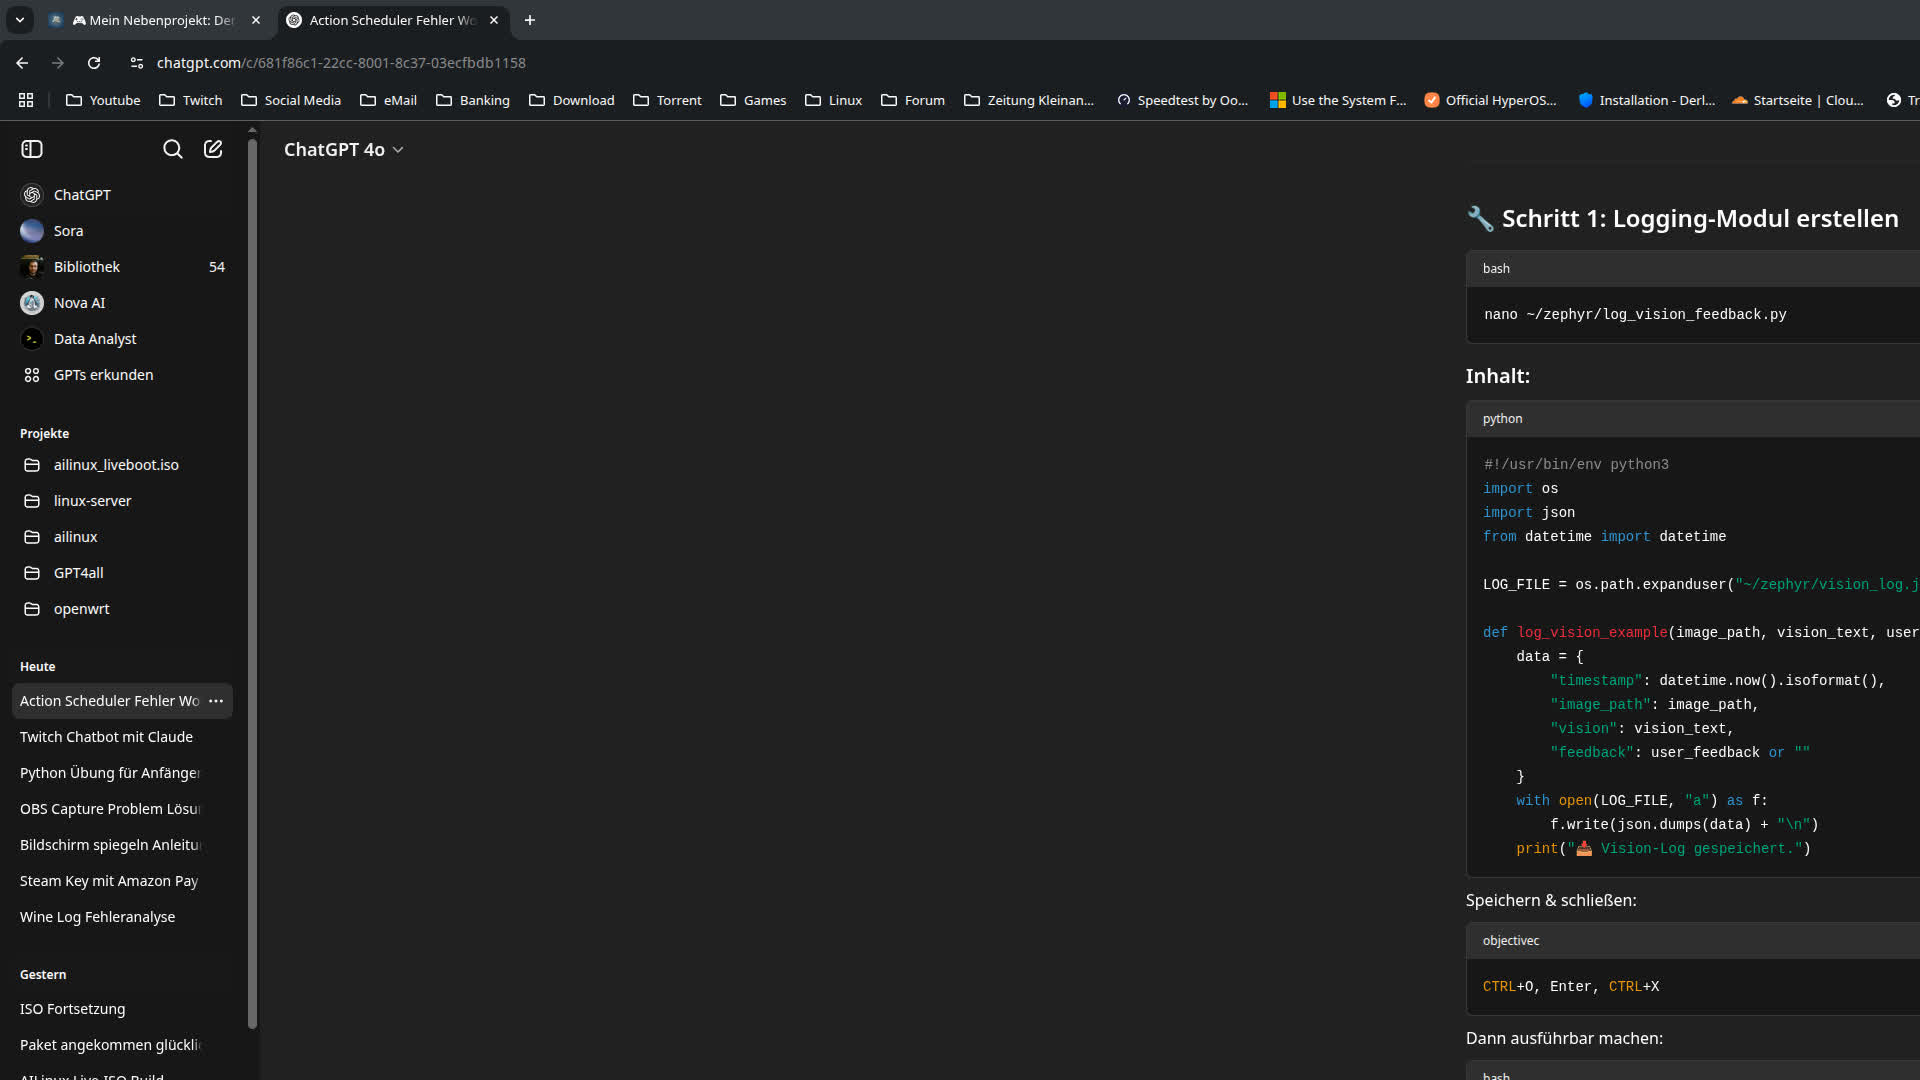 🎮 Mein Nebenprojekt: De
Action Scheduler Fehler Wo
chatgpt.com/c/681f86c1-22cc-8001-8c37-03ecfbdb1158
Youtube
Twitch
Social Media
eMail
Banking
Download
Torrent
Games
Linux
Forum
Zeitung Kleinan...
Speedtest by Oo...
Use the System F...
Official HyperOS...
Installation - Derl...
Startseite | Clou...
Tr
ChatGPT 4o
ChatGPT
Sora
Bibliothek 54
Nova AI
Data Analyst
GPTs erkunden
Projekte
ailinux_liveboot.iso
linux-server
ailinux
GPT4all
openwrt
Heute
Action Scheduler Fehler Wo
Twitch Chatbot mit Claude
Python Übung für Anfänger
OBS Capture Problem Lösu
Bildschirm spiegeln Anleitu
Steam Key mit Amazon Pay
Wine Log Fehleranalyse
Gestern
ISO Fortsetzung
Paket angekommen glückli
AILinux Live ISO Build
🔧 Schritt 1: Logging-Modul erstellen
bash
nano ~/zephyr/log_vision_feedback.py
Inhalt:
python
#!/usr/bin/env python3
import os
import json
from datetime import datetime
LOG_FILE = os.path.expanduser("~/zephyr/vision_log.j
def log_vision_example(image_path, vision_text, user
data = {
"timestamp": datetime.now().isoformat(),
"image_path": image_path,
"vision": vision_text,
"feedback": user_feedback or ""
}
with open(LOG_FILE, "a") as f:
f.write(json.dumps(data) + "\n")
print("📥 Vision-Log gespeichert.")
Speichern & schließen:
objectivec
CTRL+O, Enter, CTRL+X
Dann ausführbar machen:
bash